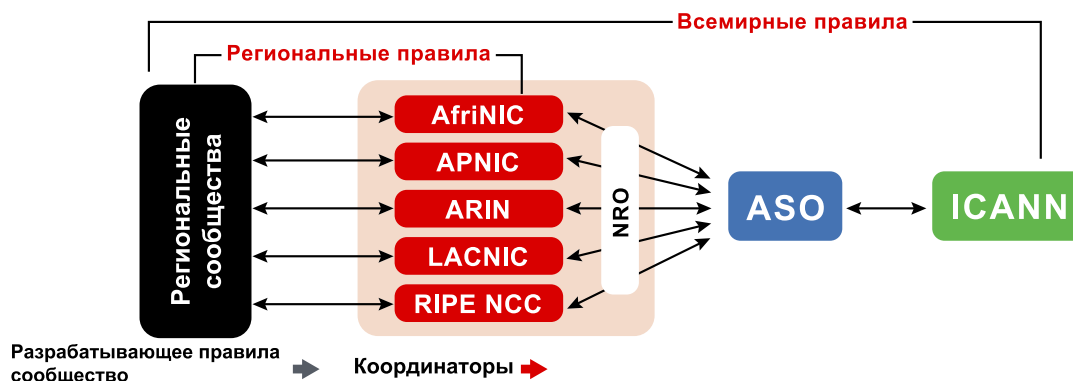 Всемирные правила
Региональные правила
Региональные
сообщества
AfriNIC
APNIC
ARIN
LACNIC
RIPE NCC
NRO
ASO
ICANN
Разрабатывающее правила
сообщество
Координаторы